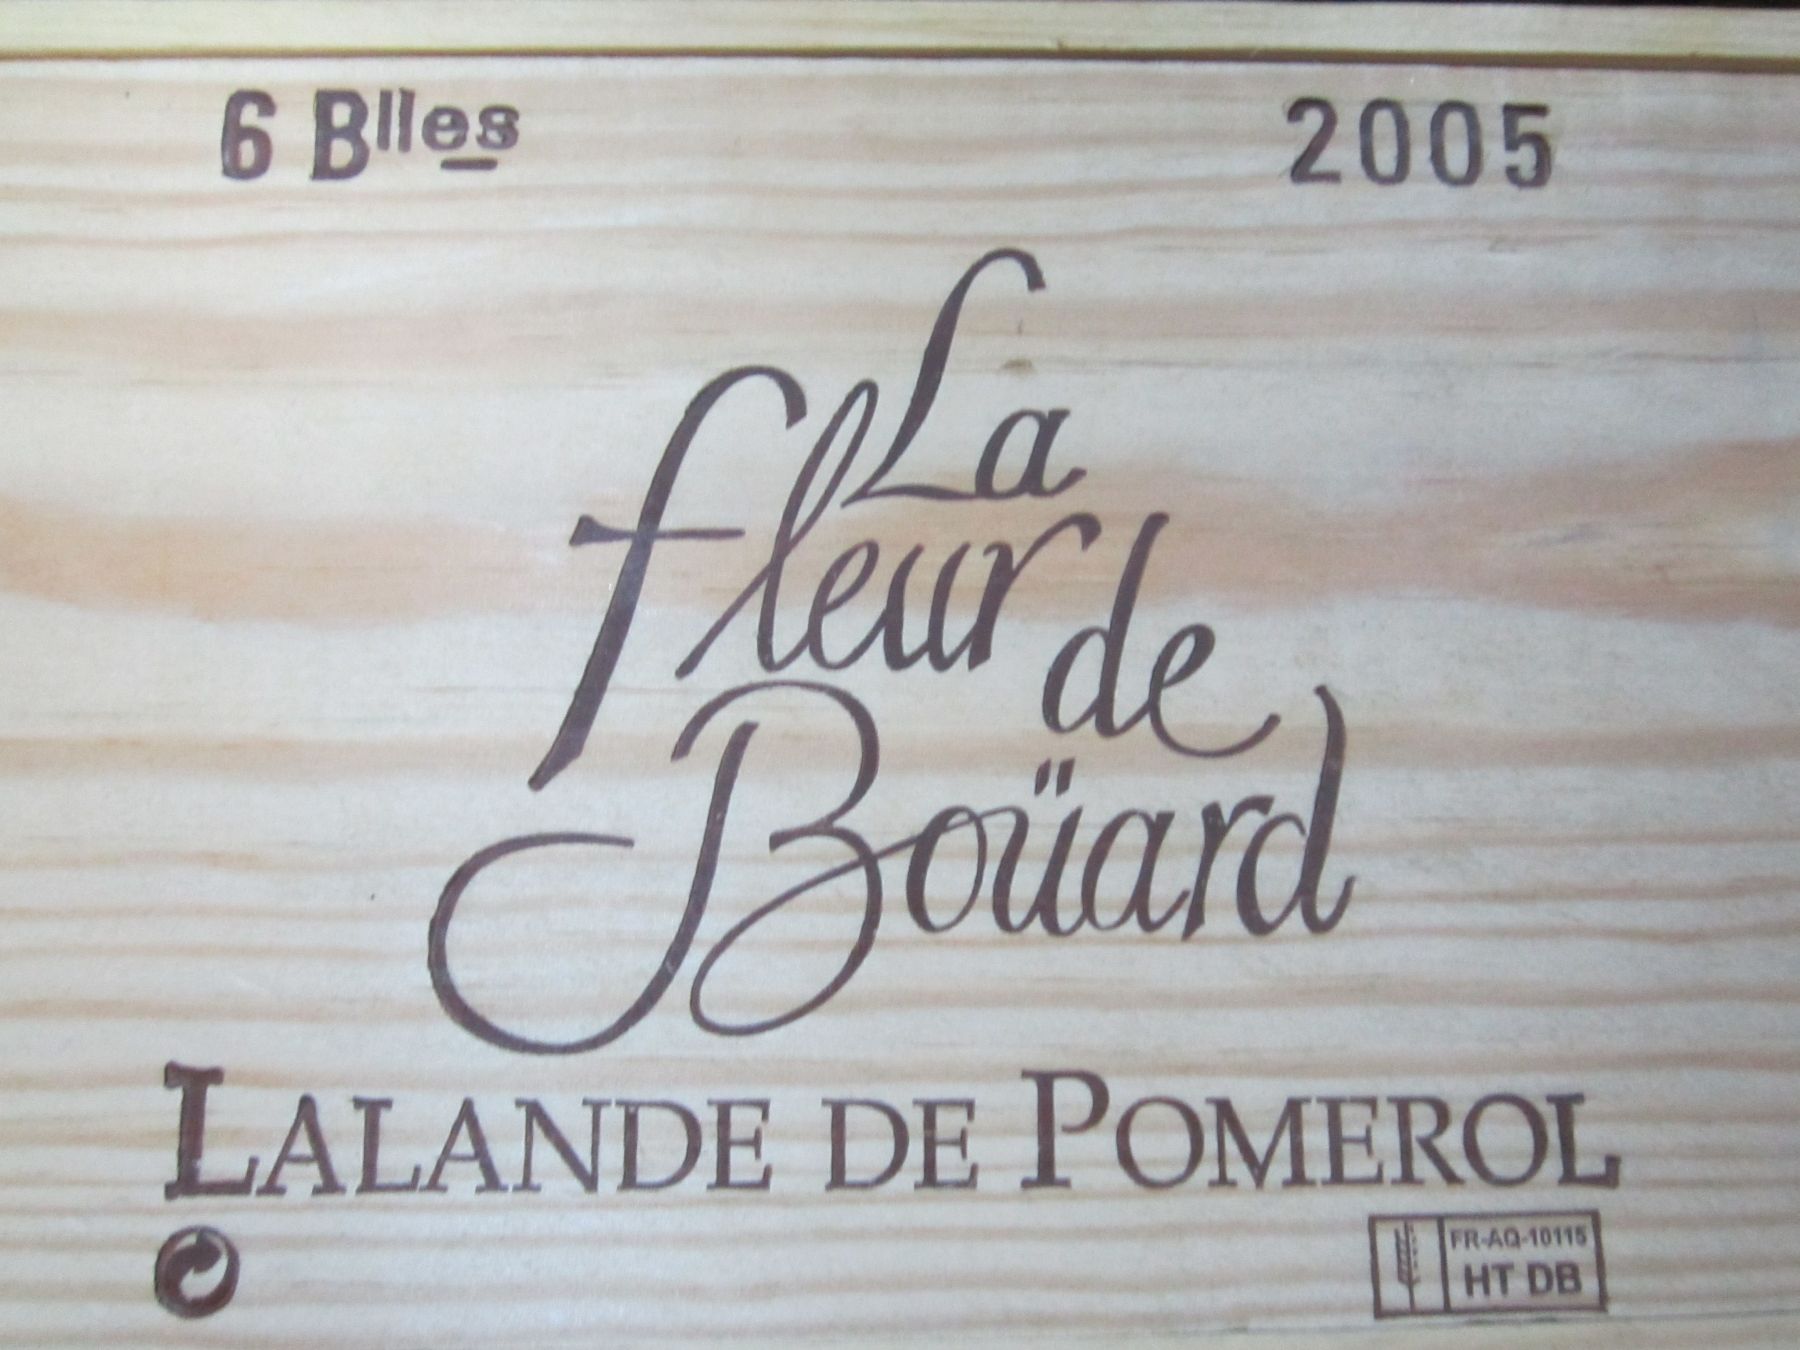 6 Blles 2005
La
fleur de
Boüard
LALANDE DE POMEROL
FR-AQ-10115
HT DB